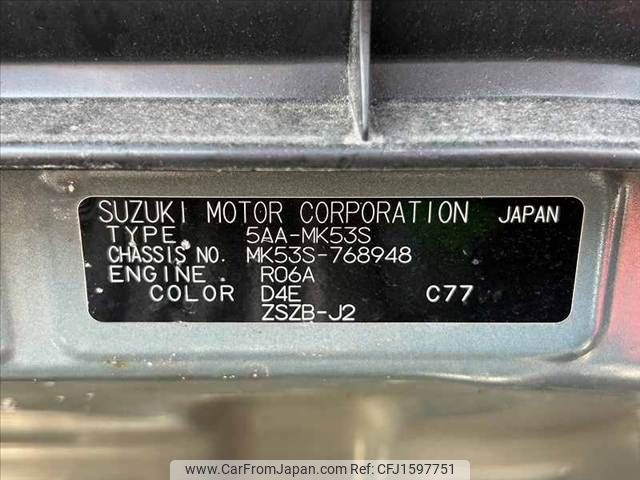 SUZUKI MOTOR CORPORATION JAPAN
TYPE 5AA-MK53S
CHASSIS NO. MK53S-768948
ENGINE R06A
COLOR D4E C77
ZSZB-J2
www.CarFromJapan.com - Ref No CFJ1597751